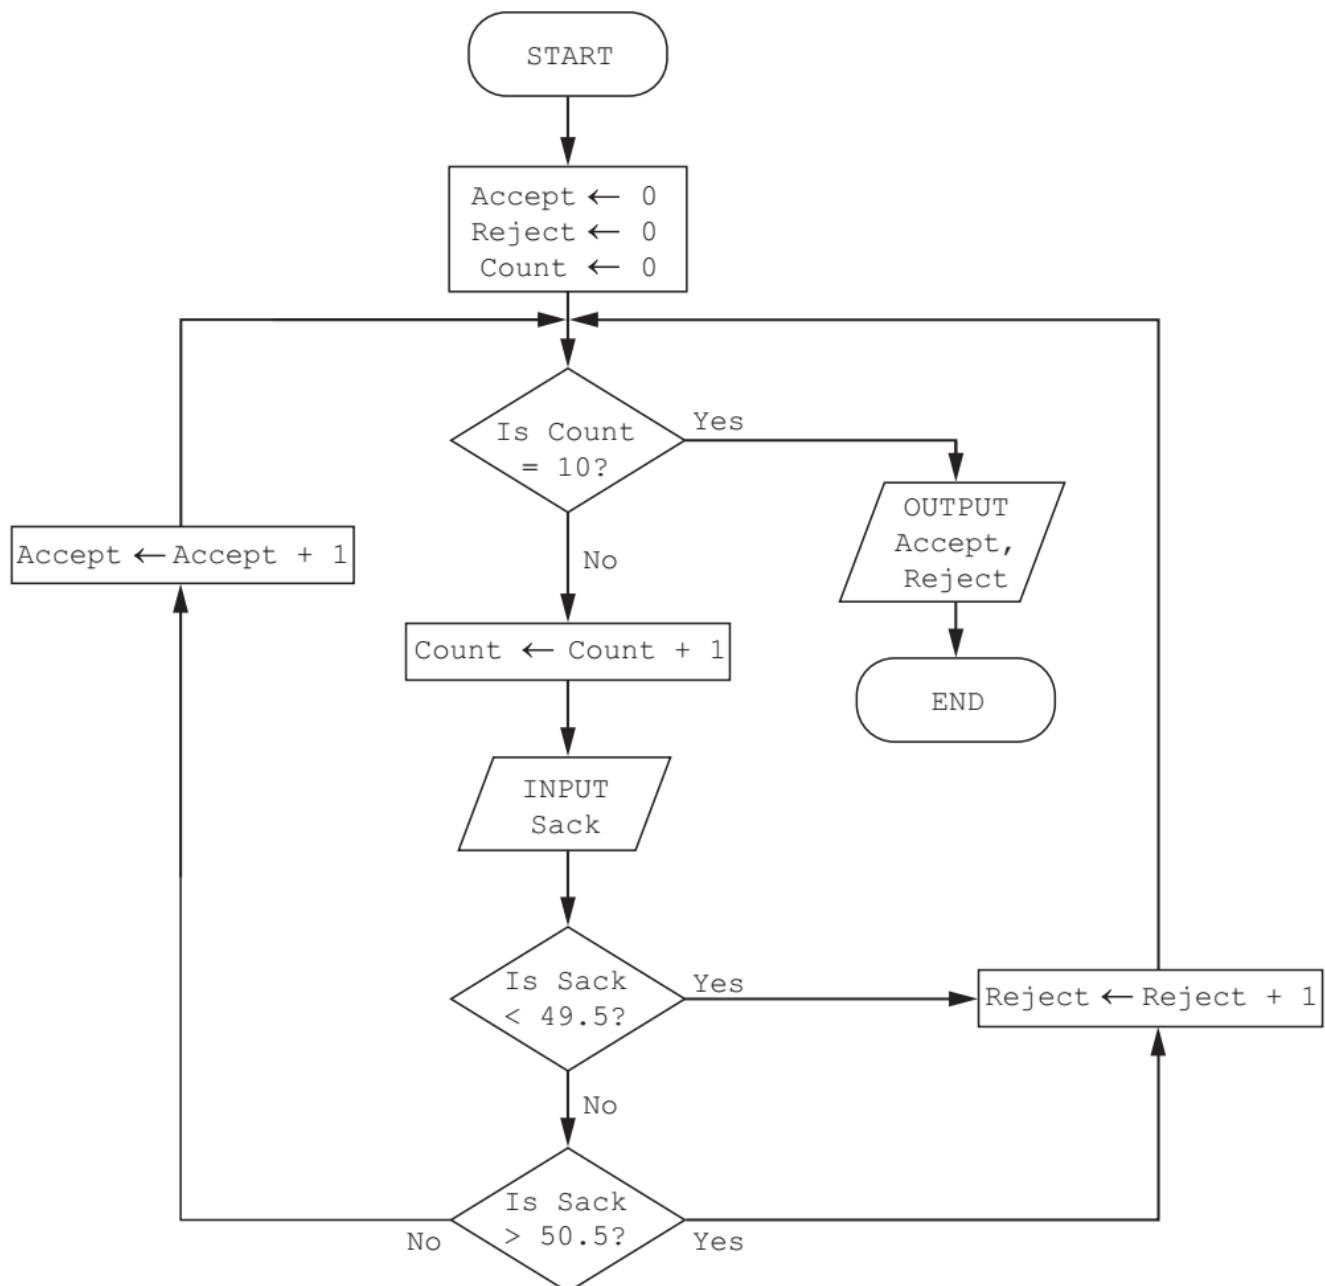 START
Accept ← 0
Reject ← 0
Count ← 0
Is Count
= 10?
Yes
No
OUTPUT
Accept,
Reject
END
Accept ← Accept + 1
Count ← Count + 1
INPUT
Sack
Is Sack
< 49.5?
Yes
No
Reject ← Reject + 1
Is Sack
> 50.5?
No
Yes